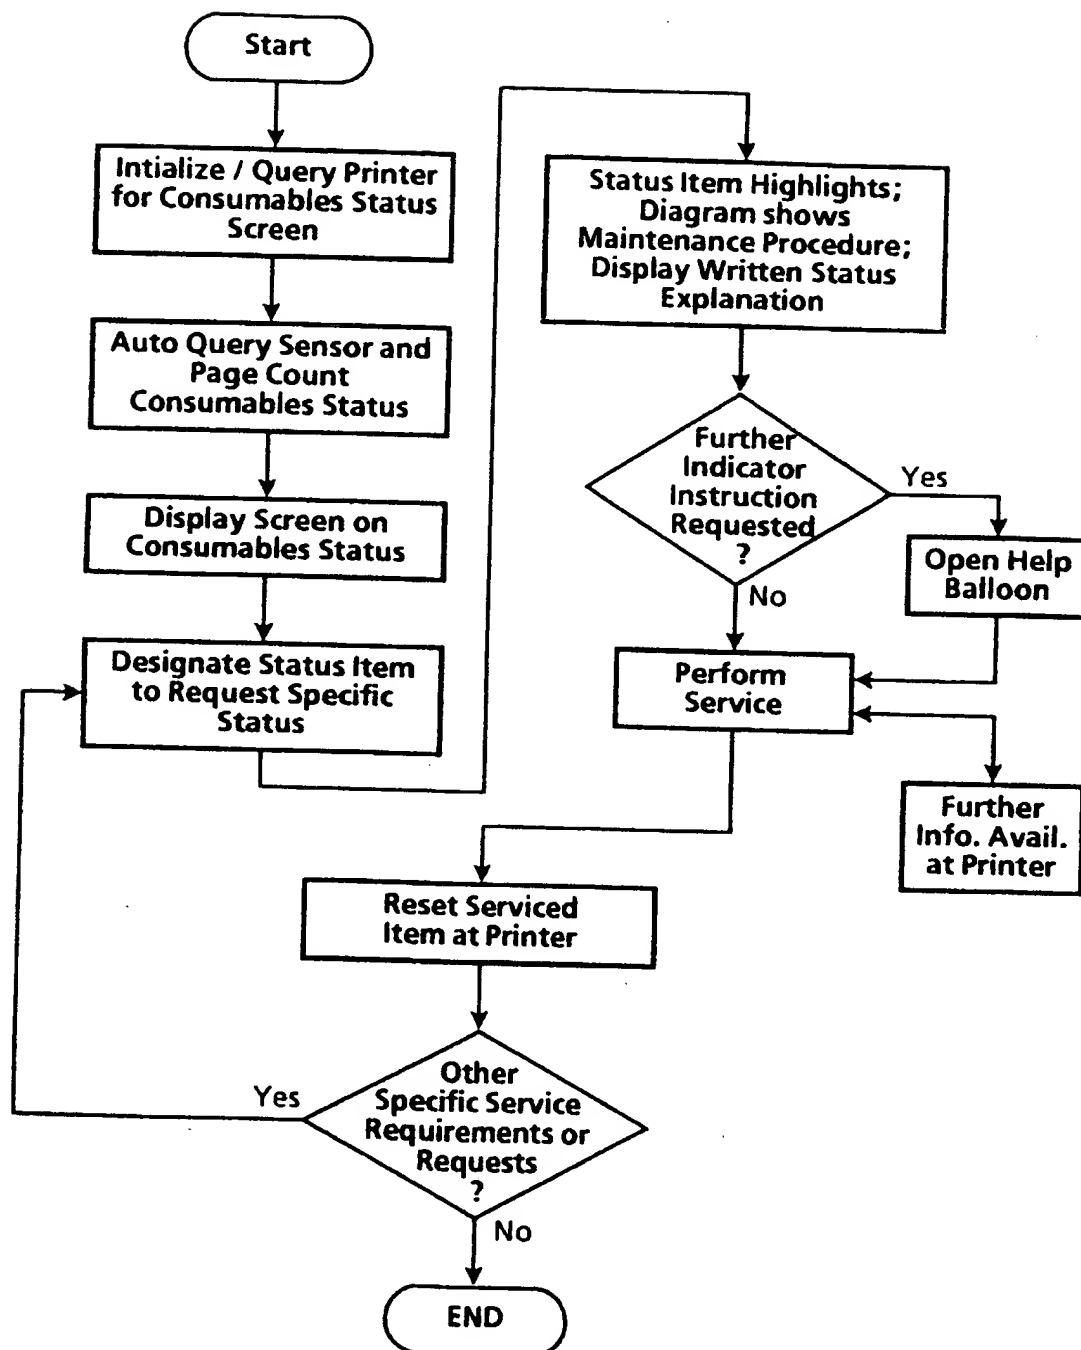 Start
Intialize / Query Printer
for Consumables Status
Screen
Auto Query Sensor and
Page Count
Consumables Status
Display Screen on
Consumables Status
Designate Status Item
to Request Specific
Status
Status Item Highlights;
Diagram shows
Maintenance Procedure;
Display Written Status
Explanation
Further
Indicator
Instruction
Requested
?
Yes
Open Help
Balloon
No
Perform
Service
Further
Info. Avail.
at Printer
Reset Serviced
Item at Printer
Other
Specific Service
Requirements or
Requests
?
Yes
No
END